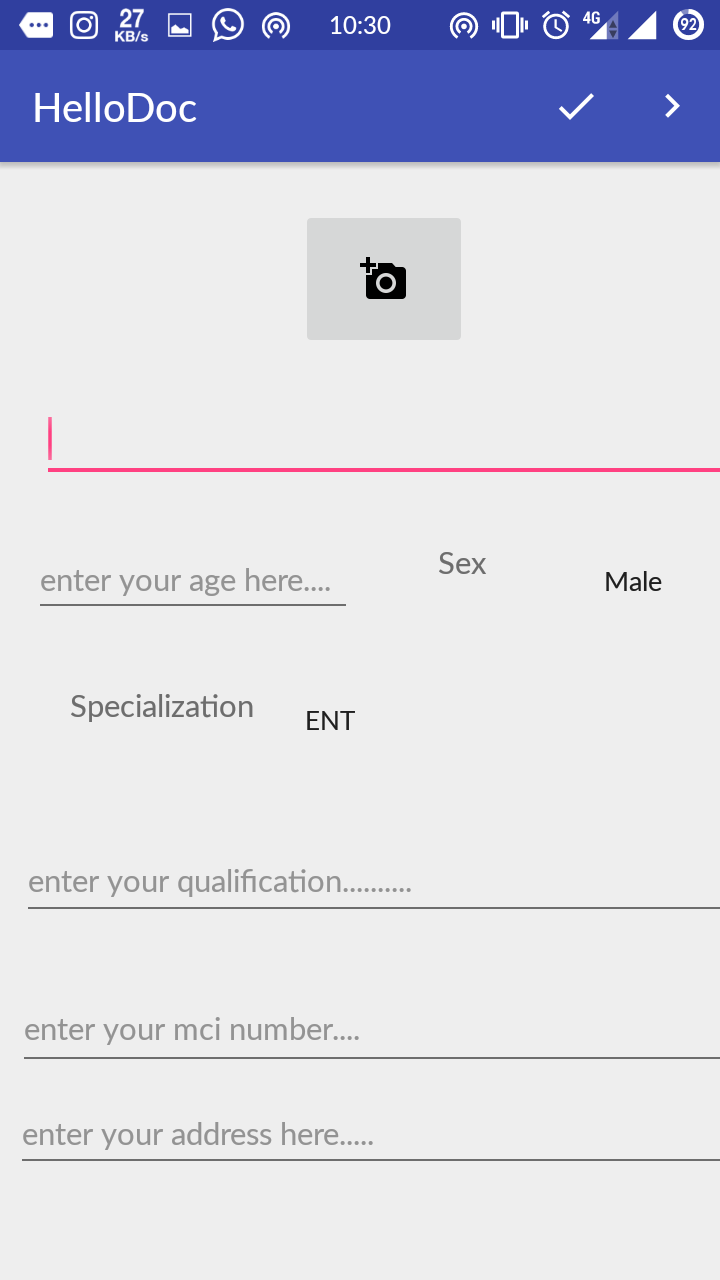 27 KB/s 10:30 4G 92
HelloDoc
enter your age here.... Sex Male
Specialization ENT
enter your qualification..........
enter your mci number....
enter your address here.....